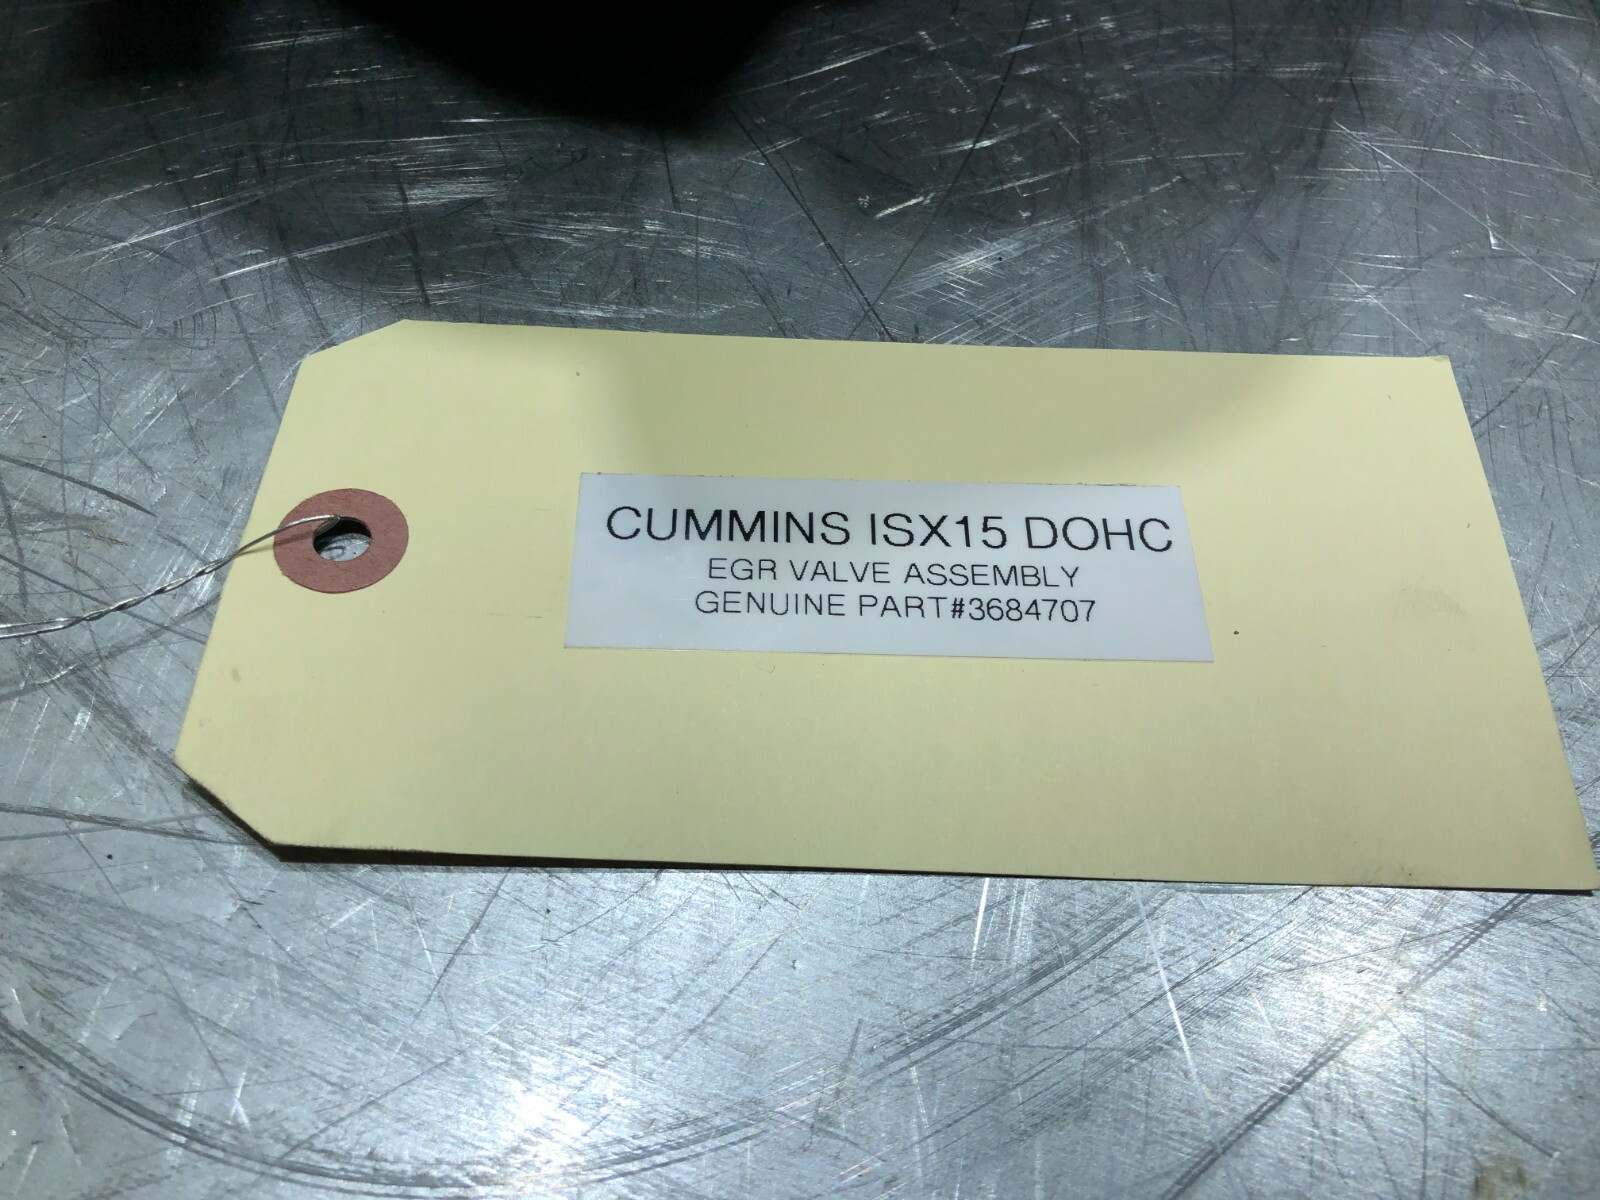 CUMMINS ISX15 DOHC
EGR VALVE ASSEMBLY
GENUINE PART#3684707